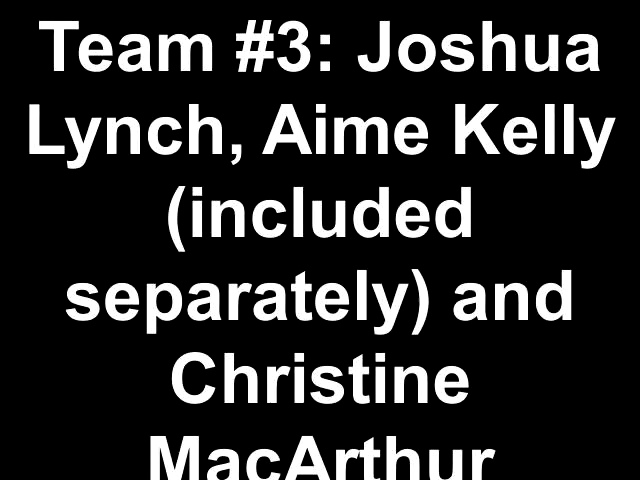 Team #3: Joshua
Lynch, Aime Kelly
(included
separately) and
Christine
MacArthur